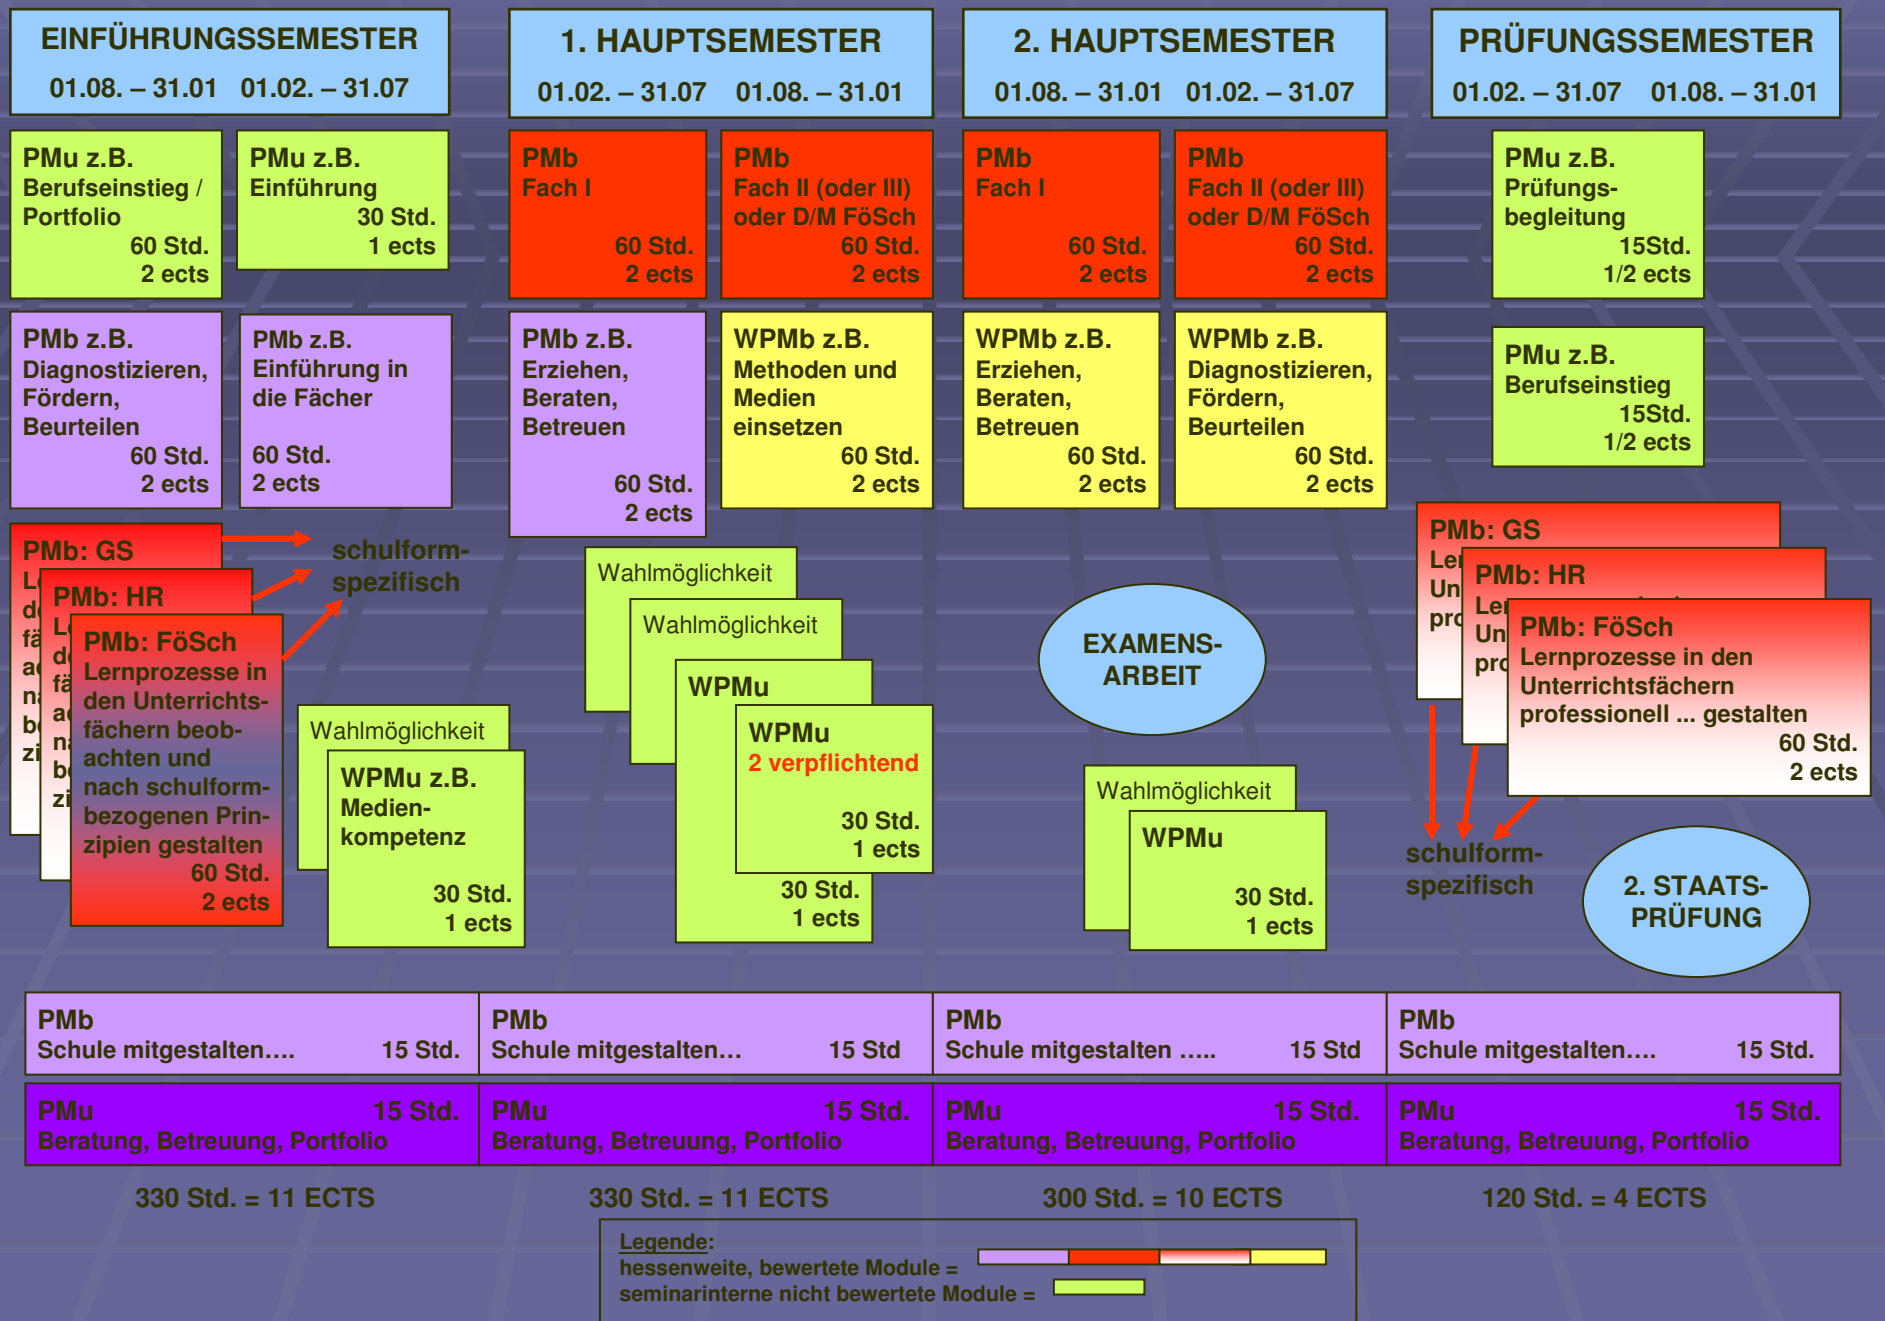 EINFÜHRUNGSSEMESTER
01.08. – 31.01   01.02. – 31.07
1. HAUPTSEMESTER
01.02. – 31.07   01.08. – 31.01
2. HAUPTSEMESTER
01.08. – 31.01   01.02. – 31.07
PRÜFUNGSSEMESTER
01.02. – 31.07   01.08. – 31.01
PMu z.B.
Berufseinstieg /
Portfolio
60 Std.
2 ects
PMu z.B.
Einführung
30 Std.
1 ects
PMb
Fach I
60 Std.
2 ects
PMb
Fach II (oder III)
oder D/M FöSch
60 Std.
2 ects
PMb
Fach I
60 Std.
2 ects
PMb
Fach II (oder III)
oder D/M FöSch
60 Std.
2 ects
PMu z.B.
Prüfungs-
begleitung
15Std.
1/2 ects
PMb z.B.
Diagnostizieren,
Fördern,
Beurteilen
60 Std.
2 ects
PMb z.B.
Einführung in
die Fächer
60 Std.
2 ects
PMb z.B.
Erziehen,
Beraten,
Betreuen
60 Std.
2 ects
WPMb z.B.
Methoden und
Medien
einsetzen
60 Std.
2 ects
WPMb z.B.
Erziehen,
Beraten,
Betreuen
60 Std.
2 ects
WPMb z.B.
Diagnostizieren,
Fördern,
Beurteilen
60 Std.
2 ects
PMu z.B.
Berufseinstieg
15Std.
1/2 ects
PMb: GS
PMb: HR
PMb: FöSch
Lernprozesse in
den Unterrichts-
fächern beob-
achten und
nach schulform-
bezogenen Prin-
zipien gestalten
60 Std.
2 ects
schulform-
spezifisch
Wahlmöglichkeit
WPMu z.B.
Medien-
kompetenz
30 Std.
1 ects
Wahlmöglichkeit
Wahlmöglichkeit
WPMu
30 Std.
1 ects
WPMu
2 verpflichtend
30 Std.
1 ects
EXAMENS-
ARBEIT
Wahlmöglichkeit
WPMu
30 Std.
1 ects
PMb: GS
PMb: HR
PMb: FöSch
Lernprozesse in den
Unterrichtsfächern
professionell ... gestalten
60 Std.
2 ects
schulform-
spezifisch
2. STAATS-
PRÜFUNG
PMb
Schule mitgestalten….   15 Std.
PMb
Schule mitgestalten…   15 Std
PMb
Schule mitgestalten …..   15 Std
PMb
Schule mitgestalten….   15 Std.
PMu   15 Std.
Beratung, Betreuung, Portfolio
PMu   15 Std.
Beratung, Betreuung, Portfolio
PMu   15 Std.
Beratung, Betreuung, Portfolio
PMu   15 Std.
Beratung, Betreuung, Portfolio
330 Std. = 11 ECTS
330 Std. = 11 ECTS
300 Std. = 10 ECTS
120 Std. = 4 ECTS
Legende:
hessenweite, bewertete Module =
seminarinterne nicht bewertete Module =